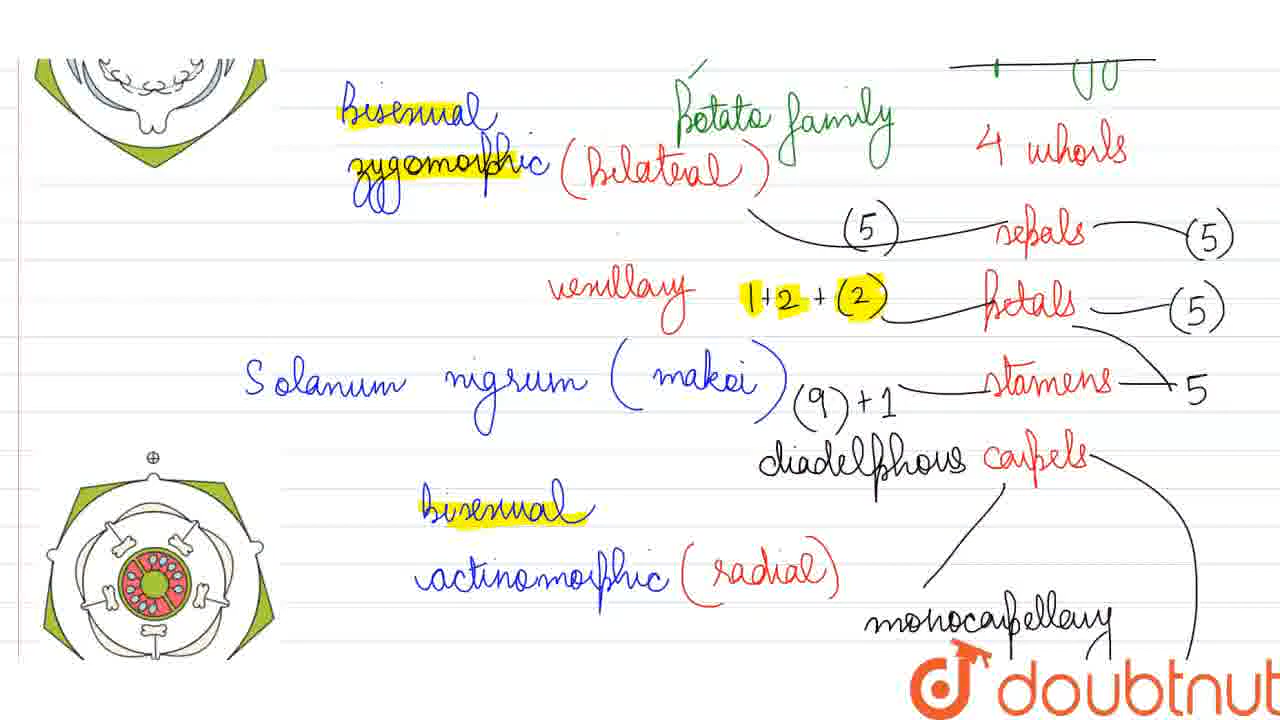 Bisexual
Potato family
4 whorls
zygomorphic (bilateral)
(5) sepals (5)
vexillary 1+2+(2) petals (5)
Solanum nigrum (makoi)
(9)+1 stamens 5
diadelphous carpels
bisexual
actinomorphic (radial)
monocarpellary
doubtnut